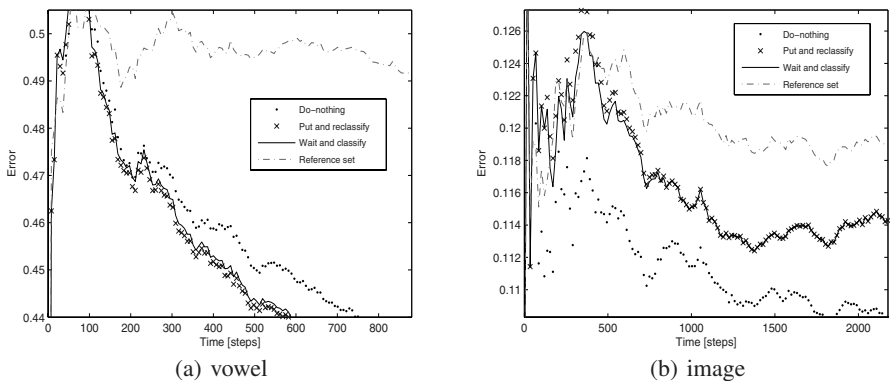 0.5
0.49
0.48
0.47
0.46
0.45
0.44
Error
0 100 200 300 400 500 600 700 800
Time [steps]
Do−nothing
Put and reclassify
Wait and classify
Reference set
(a) vowel
0.126
0.124
0.122
0.12
0.118
0.116
0.114
0.112
0.11
Error
0 500 1000 1500 2000
Time [steps]
Do−nothing
Put and reclassify
Wait and classify
Reference set
(b) image